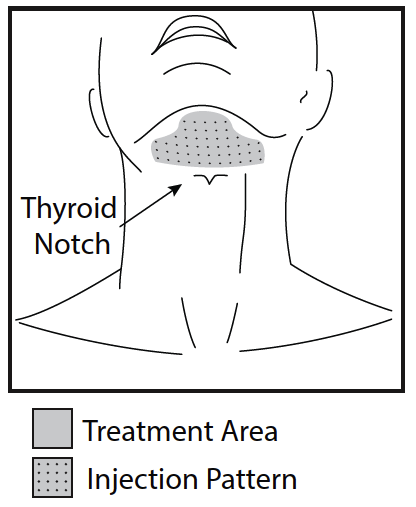 Thyroid
Notch
Treatment Area
Injection Pattern